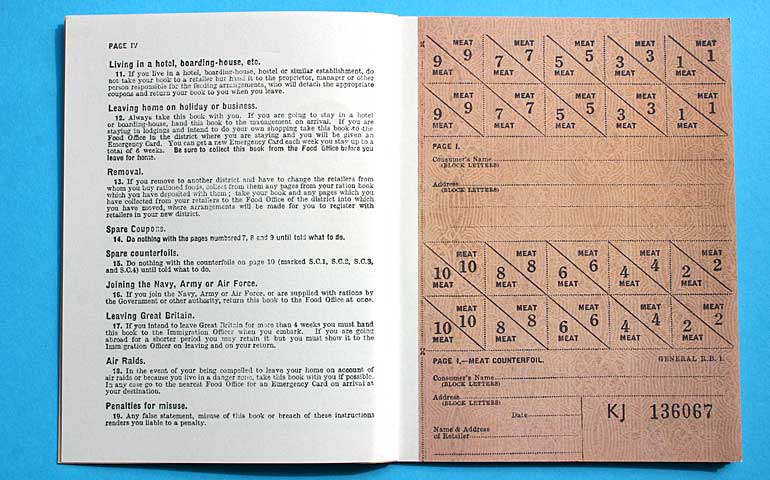 PAGE IV
Living in a hotel, boarding-house, etc.
11. If you live in a hotel, boarding-house, hostel or similar establishment, do
not take your book to a retailer but hand it to the proprietor, manager or other
person responsible for the feeding arrangements, who will detach the appropriate
coupons and return your book to you when you leave.
Leaving home on holiday or business.
12. Always take this book with you. If you are going to stay in a hotel
or boarding-house, hand this book to the management on arrival. If you are
staying in lodgings and intend to do your own shopping take this book to the
Food Office in the district where you are staying and you will be given an
Emergency Card. You can get a new Emergency Card each week you stay up to a
total of 6 weeks. Be sure to collect this book from the Food Office before you
leave for home.
Removal.
13. If you remove to another district and have to change the retailers from
whom you buy rationed foods, collect from them any pages from your ration book
which you have deposited with them; take your book and any pages which you
have collected from your retailers to the Food Office of the district into which
you have moved, where arrangements will be made for you to register with
retailers in your new district.
Spare Coupons.
14. Do nothing with the pages numbered 7, 8 and 9 until told what to do.
Spare counterfoils.
15. Do nothing with the counterfoils on page 10 (marked S.C.1, S.C.2, S.C.3,
and S.C.4) until told what to do.
Joining the Navy, Army or Air Force.
16. If you join the Navy, Army or Air Force, or are supplied with rations by
the Government or other authority, return this book to the Food Office at once.
Leaving Great Britain.
17. If you intend to leave Great Britain for more than 4 weeks you must hand
this book to the Immigration Officer when you embark. If you are going
abroad for a shorter period you may retain it but you must show it to the
Immigration Officer on leaving and on your return.
Air Raids.
18. In the event of your being compelled to leave your home on account of
air raids or because you live in a danger zone, take this book with you if possible.
In any case go to the nearest Food Office for an Emergency Card on arrival at
your destination.
Penalties for misuse.
19. Any false statement, misuse of this book or breach of these instructions
renders you liable to a penalty.
MEAT MEAT MEAT MEAT MEAT
9 9 7 7 5 5 3 3 1 1
MEAT MEAT MEAT MEAT MEAT
MEAT MEAT MEAT MEAT MEAT
9 9 7 7 5 5 3 3 1 1
MEAT MEAT MEAT MEAT MEAT
PAGE 1.
Consumer's Name
(BLOCK LETTERS)
Address
(BLOCK LETTERS)
MEAT MEAT MEAT MEAT MEAT
10 10 8 8 6 6 4 4 2 2
MEAT MEAT MEAT MEAT MEAT
MEAT MEAT MEAT MEAT MEAT
10 10 8 8 6 6 4 4 2 2
MEAT MEAT MEAT MEAT MEAT
PAGE 1.—MEAT COUNTERFOIL. GENERAL R.B. 1.
Consumer's Name
(BLOCK LETTERS)
Address
(BLOCK LETTERS)
Date
Name & Address
of Retailer
KJ 136067